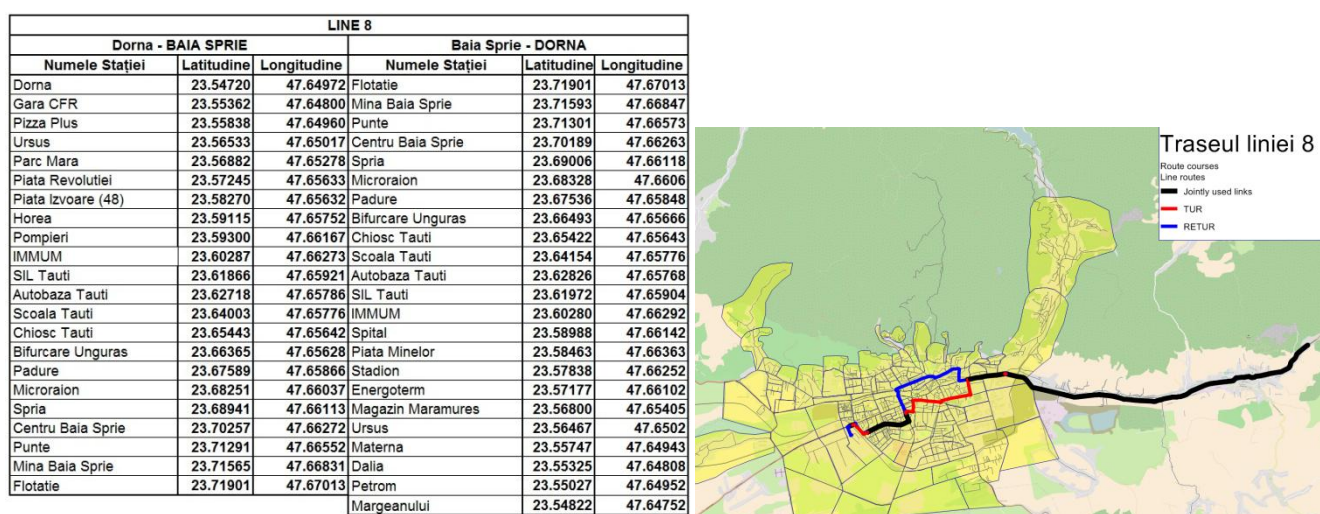 LINE 8
Dorna - BAIA SPRIE Baia Sprie - DORNA
Numele Stației Latitudine Longitudine Numele Stației Latitudine Longitudine
Dorna 23.54720 47.64972 Flotatie 23.71901 47.67013
Gara CFR 23.55362 47.64800 Mina Baia Sprie 23.71593 47.66847
Pizza Plus 23.55838 47.64960 Punte 23.71301 47.66573
Ursus 23.56533 47.65017 Centru Baia Sprie 23.70189 47.66263
Parc Mara 23.56882 47.65278 Spria 23.69006 47.66118
Piata Revolutiei 23.57245 47.65633 Microraion 23.68328 47.6606
Piata Izvoare (48) 23.58270 47.65632 Padure 23.67536 47.65848
Horea 23.59115 47.65752 Bifurcare Unguras 23.66493 47.65666
Pompieri 23.59300 47.66167 Chiosc Tauti 23.65422 47.65643
IMMUM 23.60287 47.66273 Scoala Tauti 23.64154 47.65776
SIL Tauti 23.61866 47.65921 Autobaza Tauti 23.62826 47.65768
Autobaza Tauti 23.62718 47.65786 SIL Tauti 23.61972 47.65904
Scoala Tauti 23.64003 47.65776 IMMUM 23.60280 47.66292
Chiosc Tauti 23.65443 47.65642 Spital 23.58988 47.66142
Bifurcare Unguras 23.66365 47.65628 Piata Minelor 23.58463 47.66363
Padure 23.67589 47.65866 Stadion 23.57838 47.66252
Microraion 23.68251 47.66037 Energoterm 23.57177 47.66102
Spria 23.68941 47.66113 Magazin Maramures 23.56800 47.65405
Centru Baia Sprie 23.70257 47.66272 Ursus 23.56467 47.6502
Punte 23.71291 47.66552 Materna 23.55747 47.64943
Mina Baia Sprie 23.71565 47.66831 Dalia 23.55325 47.64808
Flotatie 23.71901 47.67013 Petrom 23.55027 47.64952
Margeanului 23.54822 47.64752
Traseul liniei 8
Route courses
Line routes
Jointly used links
TUR
RETUR